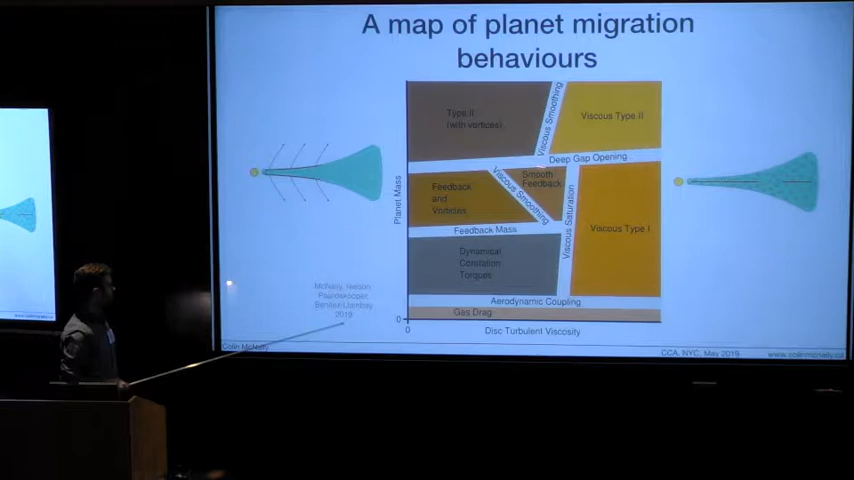 A map of planet migration
behaviours
Type II
(with vortices)
Viscous Smoothing
Viscous Type II
Deep Gap Opening
Planet Mass
Feedback
and
Vorticies
Viscous Smoothing
Smooth
Feedback
Viscous Saturation
Viscous Type I
Feedback Mass
Dynamical
Corotation
Torques
McNally, Nelson
Paardekooper
Benitez-Llambay
2019
Aerodynamic Coupling
Gas Drag
0
0
Disc Turbulent Viscosity
Colin McNally
CCA, NYC, May 2019
www.colinmcnally.ca